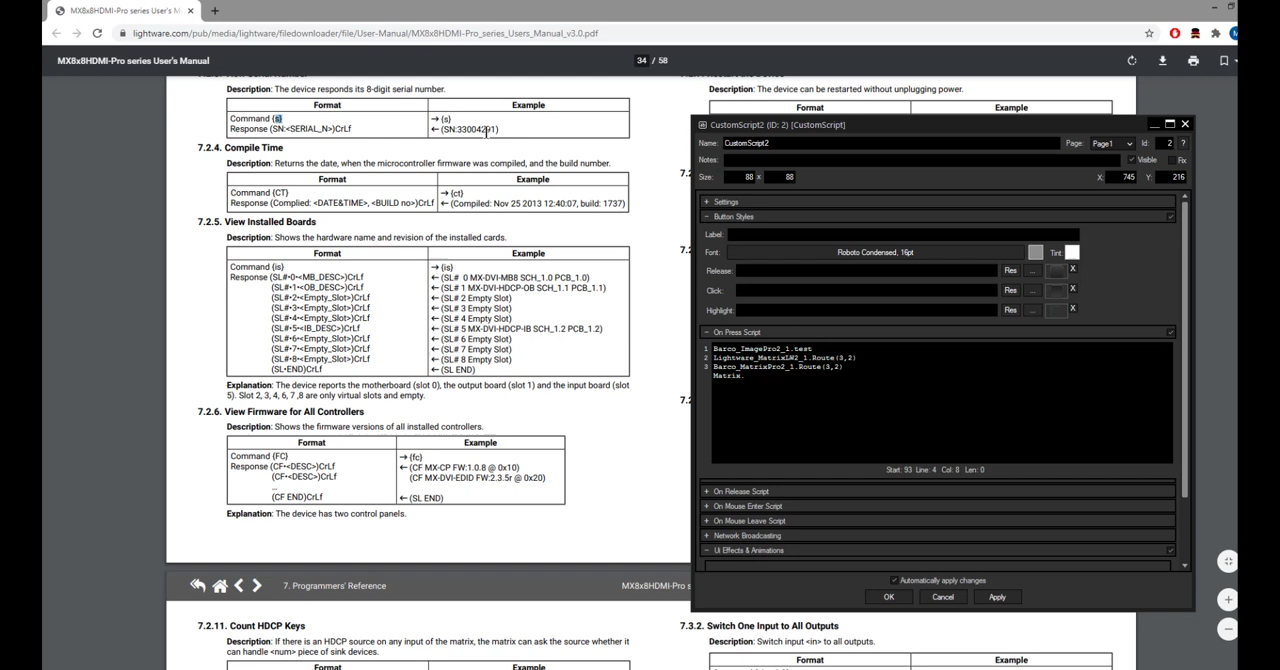 MX8x8HDMI-Pro series User's M
lightware.com/pub/media/lightware/filedownloader/file/User-Manual/MX8x8HDMI-Pro_series_Users_Manual_v3.0.pdf
MX8x8HDMI-Pro series User's Manual
34 / 58
Description: The device responds its 8-digit serial number.
Format Example
Command {s} → {s}
Response (SN:<SERIAL_N>)CrLf ← (SN:33004291)
7.2.4. Compile Time
Description: Returns the date, when the microcontroller firmware was compiled, and the build number.
Format Example
Command {CT} → {ct}
Response (Complied: <DATE&TIME>, <BUILD no>)CrLf ← (Compiled: Nov 25 2013 12:40:07, build: 1737)
7.2.5. View Installed Boards
Description: Shows the hardware name and revision of the installed cards.
Format Example
Command {is} → {is}
Response (SL#•0•<MB_DESC>)CrLf ← (SL# 0 MX-DVI-MB8 SCH_1.0 PCB_1.0)
(SL#•1•<OB_DESC>)CrLf ← (SL# 1 MX-DVI-HDCP-OB SCH_1.1 PCB_1.1)
(SL#•2•<Empty_Slot>)CrLf ← (SL# 2 Empty Slot)
(SL#•3•<Empty_Slot>)CrLf ← (SL# 3 Empty Slot)
(SL#•4•<Empty_Slot>)CrLf ← (SL# 4 Empty Slot)
(SL#•5•<IB_DESC>)CrLf ← (SL# 5 MX-DVI-HDCP-IB SCH_1.2 PCB_1.2)
(SL#•6•<Empty_Slot>)CrLf ← (SL# 6 Empty Slot)
(SL#•7•<Empty_Slot>)CrLf ← (SL# 7 Empty Slot)
(SL#•8•<Empty_Slot>)CrLf ← (SL# 8 Empty Slot)
(SL•END)CrLf ← (SL END)
Explanation: The device reports the motherboard (slot 0), the output board (slot 1) and the input board (slot
5). Slot 2, 3, 4, 6, 7 ,8 are only virtual slots and empty.
7.2.6. View Firmware for All Controllers
Description: Shows the firmware versions of all installed controllers.
Format Example
Command {FC} → {fc}
Response (CF•<DESC>)CrLf ← (CF MX-CP FW:1.0.8 @ 0x10)
(CF•<DESC>)CrLf (CF MX-DVI-EDID FW:2.3.5r @ 0x20)
...
(CF END)CrLf ← (SL END)
Explanation: The device has two control panels.
7. Programmers' Reference
MX8x8HDMI-Pro s
7.2.11. Count HDCP Keys
Description: If there is an HDCP source on any input of the matrix, the matrix can ask the source whether it
can handle <num> piece of sink devices.
Format Example
Description: The device can be restarted without unplugging power.
Format Example
7.3.2. Switch One Input to All Outputs
Description: Switch input <in> to all outputs.
Format Example
CustomScript2 (ID: 2) [CustomScript]
Name: CustomScript2 Page: Page1 Id: 2 ?
Notes: Visible Fix
Size: 88 x 88 X: 745 Y: 216
+ Settings
− Button Styles
Label:
Font: Roboto Condensed, 16pt Tint:
Release: Res ... X
Click: Res ... X
Highlight: Res ... X
− On Press Script
1 Barco_ImagePro2_1.test
2 Lightware_MatrixLW2_1.Route(3,2)
3 Barco_MatrixPro2_1.Route(3,2)
Matrix.
Start: 93 Line: 4 Col: 8 Len: 0
+ On Release Script
+ On Mouse Enter Script
+ On Mouse Leave Script
+ Network Broadcasting
− Ui Effects & Animations
Automatically apply changes
OK Cancel Apply